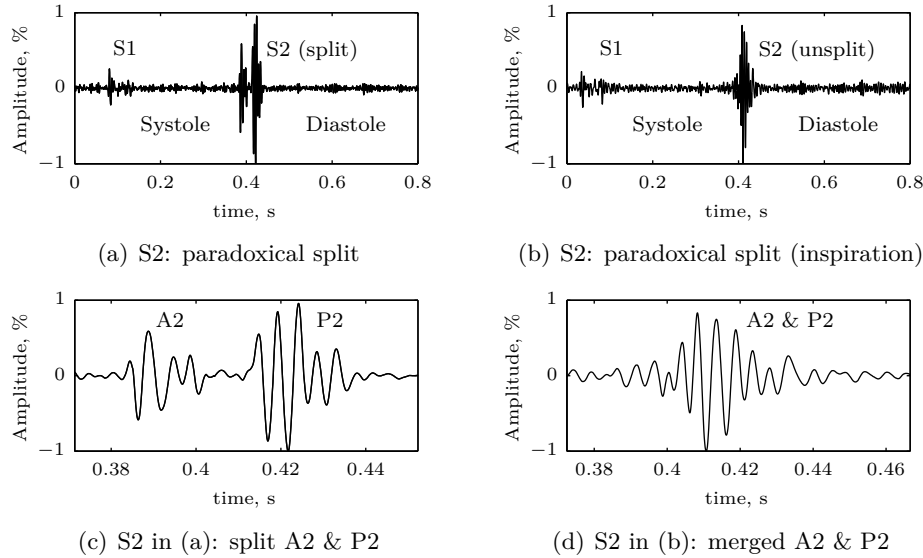 1
S1
S2 (split)
Amplitude, %
0
Systole
Diastole
−1
0
0.2
0.4
0.6
0.8
time, s
(a) S2: paradoxical split
1
S1
S2 (unsplit)
Amplitude, %
0
Systole
Diastole
−1
0
0.2
0.4
0.6
0.8
time, s
(b) S2: paradoxical split (inspiration)
1
A2
P2
Amplitude, %
0
−1
0.38
0.4
0.42
0.44
time, s
(c) S2 in (a): split A2 & P2
1
A2 & P2
Amplitude, %
0
−1
0.38
0.4
0.42
0.44
0.46
time, s
(d) S2 in (b): merged A2 & P2